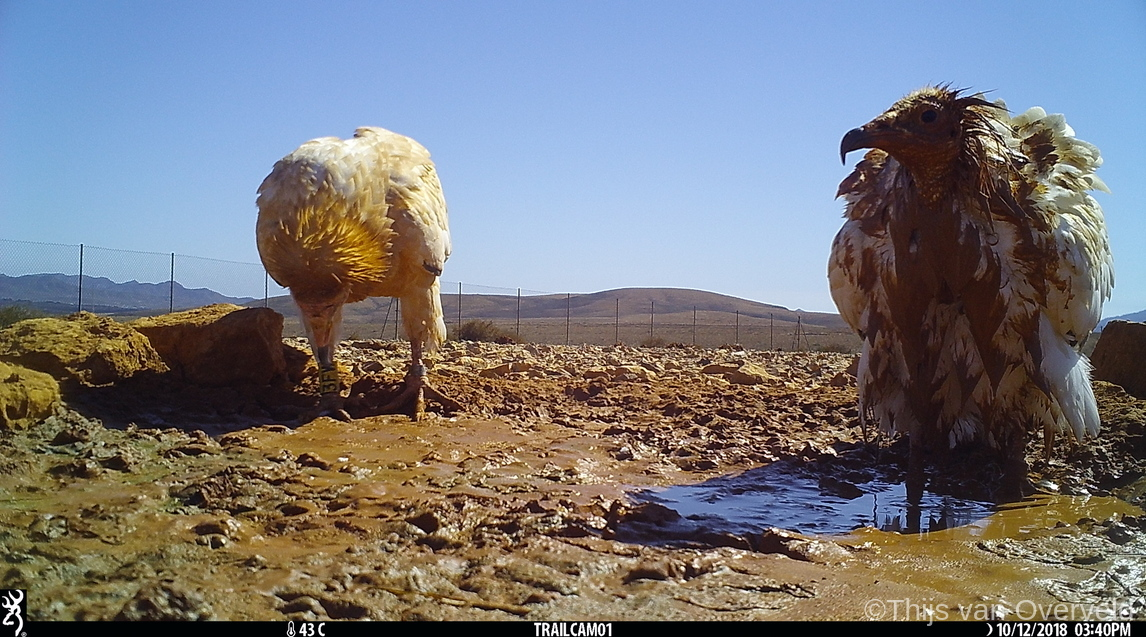 ©Thijs van Overveld
43 C TRAILCAM01 10/12/2018 03:40PM